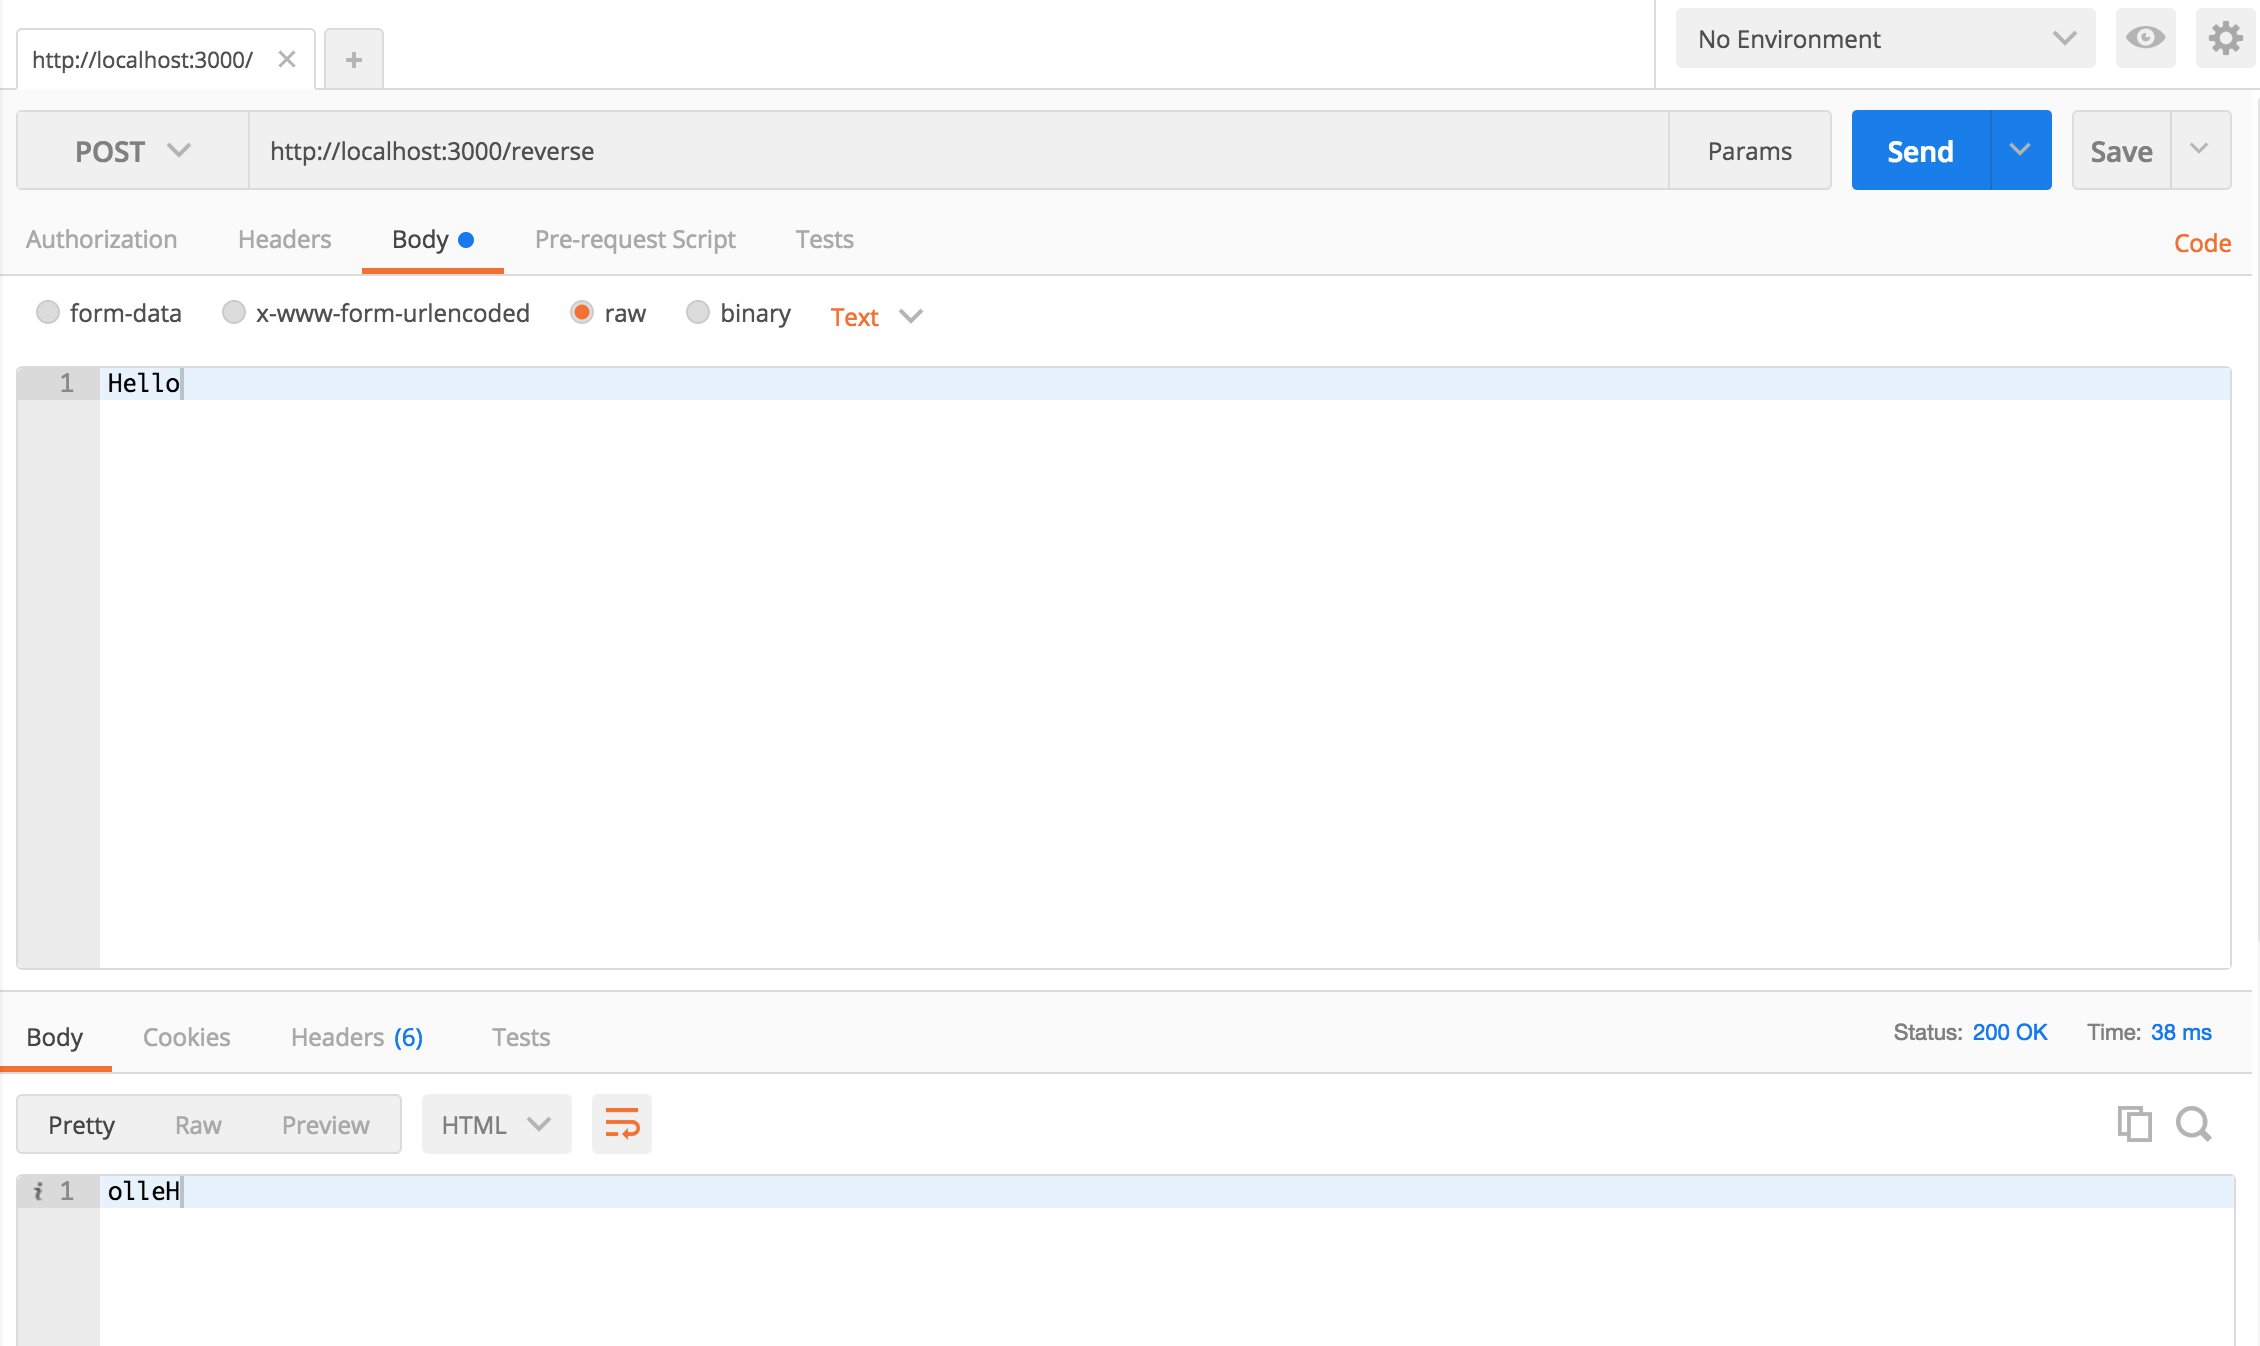 http://localhost:3000/ No Environment
POST http://localhost:3000/reverse Params Send Save
Authorization Headers Body Pre-request Script Tests Code
form-data x-www-form-urlencoded raw binary Text
1 Hello
Body Cookies Headers (6) Tests Status: 200 OK Time: 38 ms
Pretty Raw Preview HTML
i 1 olleH